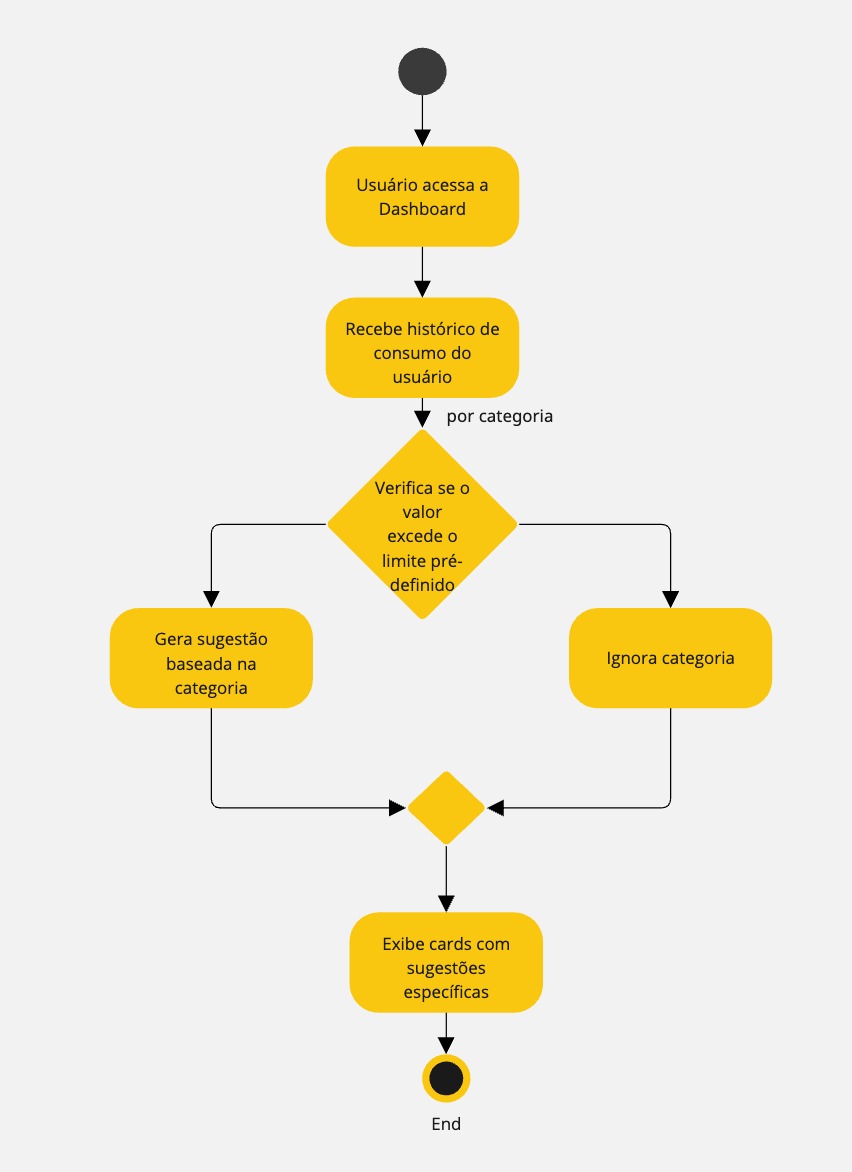 Usuário acessa a
Dashboard
Recebe histórico de
consumo do
usuário
por categoria
Verifica se o
valor
excede o
limite pré-
definido
Gera sugestão
baseada na
categoria
Ignora categoria
Exibe cards com
sugestões
específicas
End